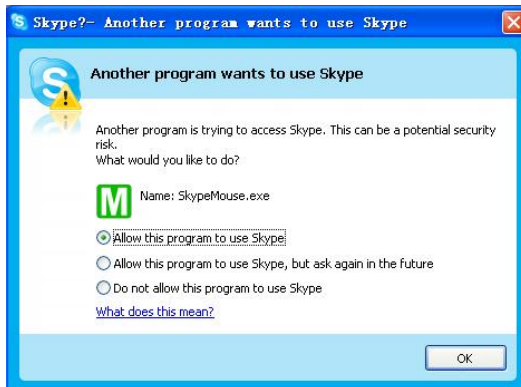 Skype?- Another program wants to use Skype
Another program wants to use Skype
Another program is trying to access Skype. This can be a potential security
risk.
What would you like to do?
M
Name: SkypeMouse.exe
Allow this program to use Skype
Allow this program to use Skype, but ask again in the future
Do not allow this program to use Skype
What does this mean?
OK